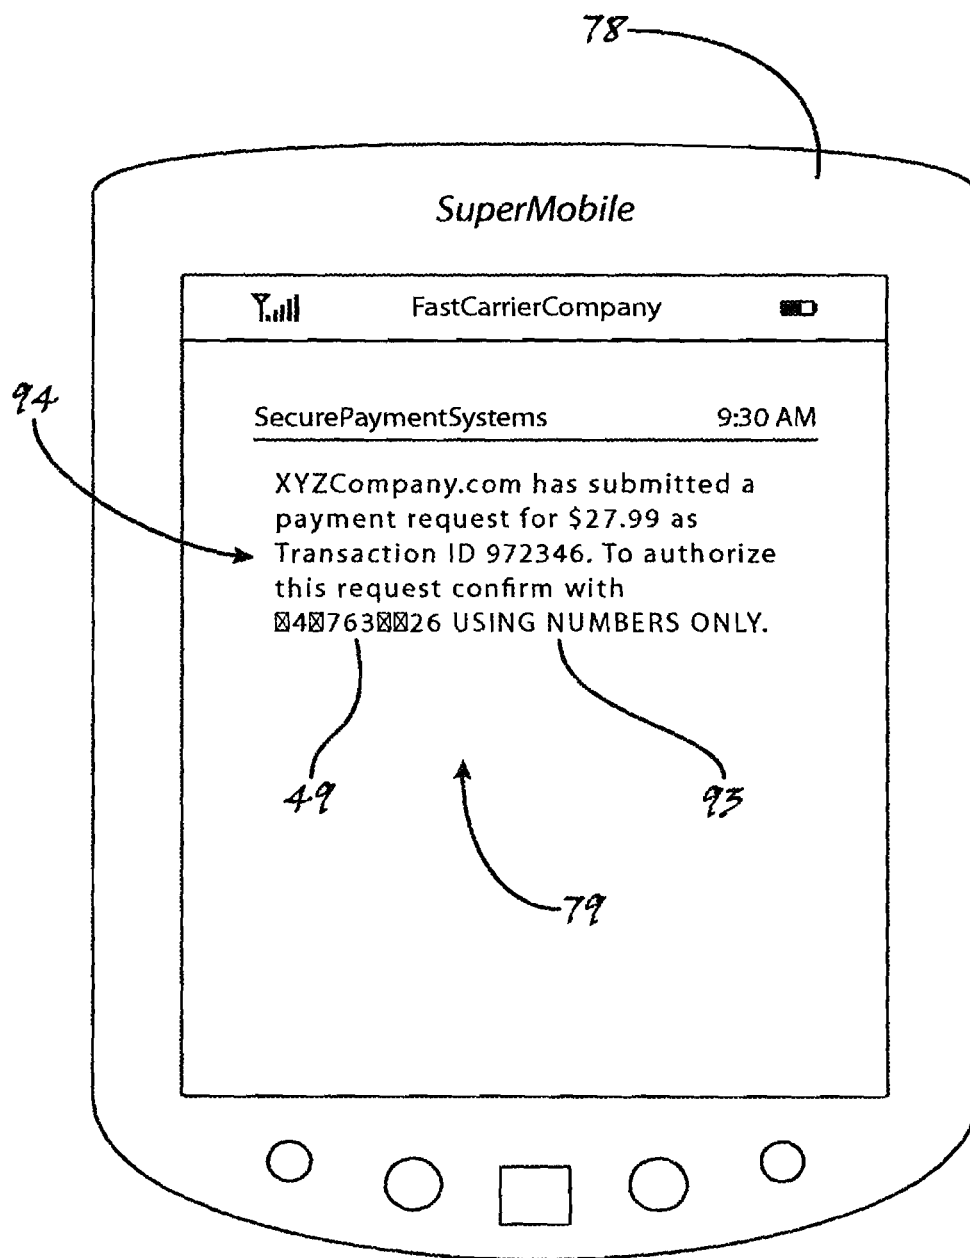 78
SuperMobile
FastCarrierCompany
94
SecurePaymentSystems 9:30 AM
XYZCompany.com has submitted a
payment request for $27.99 as
Transaction ID 972346. To authorize
this request confirm with
☒4☒763☒☒26 USING NUMBERS ONLY.
49 93
79